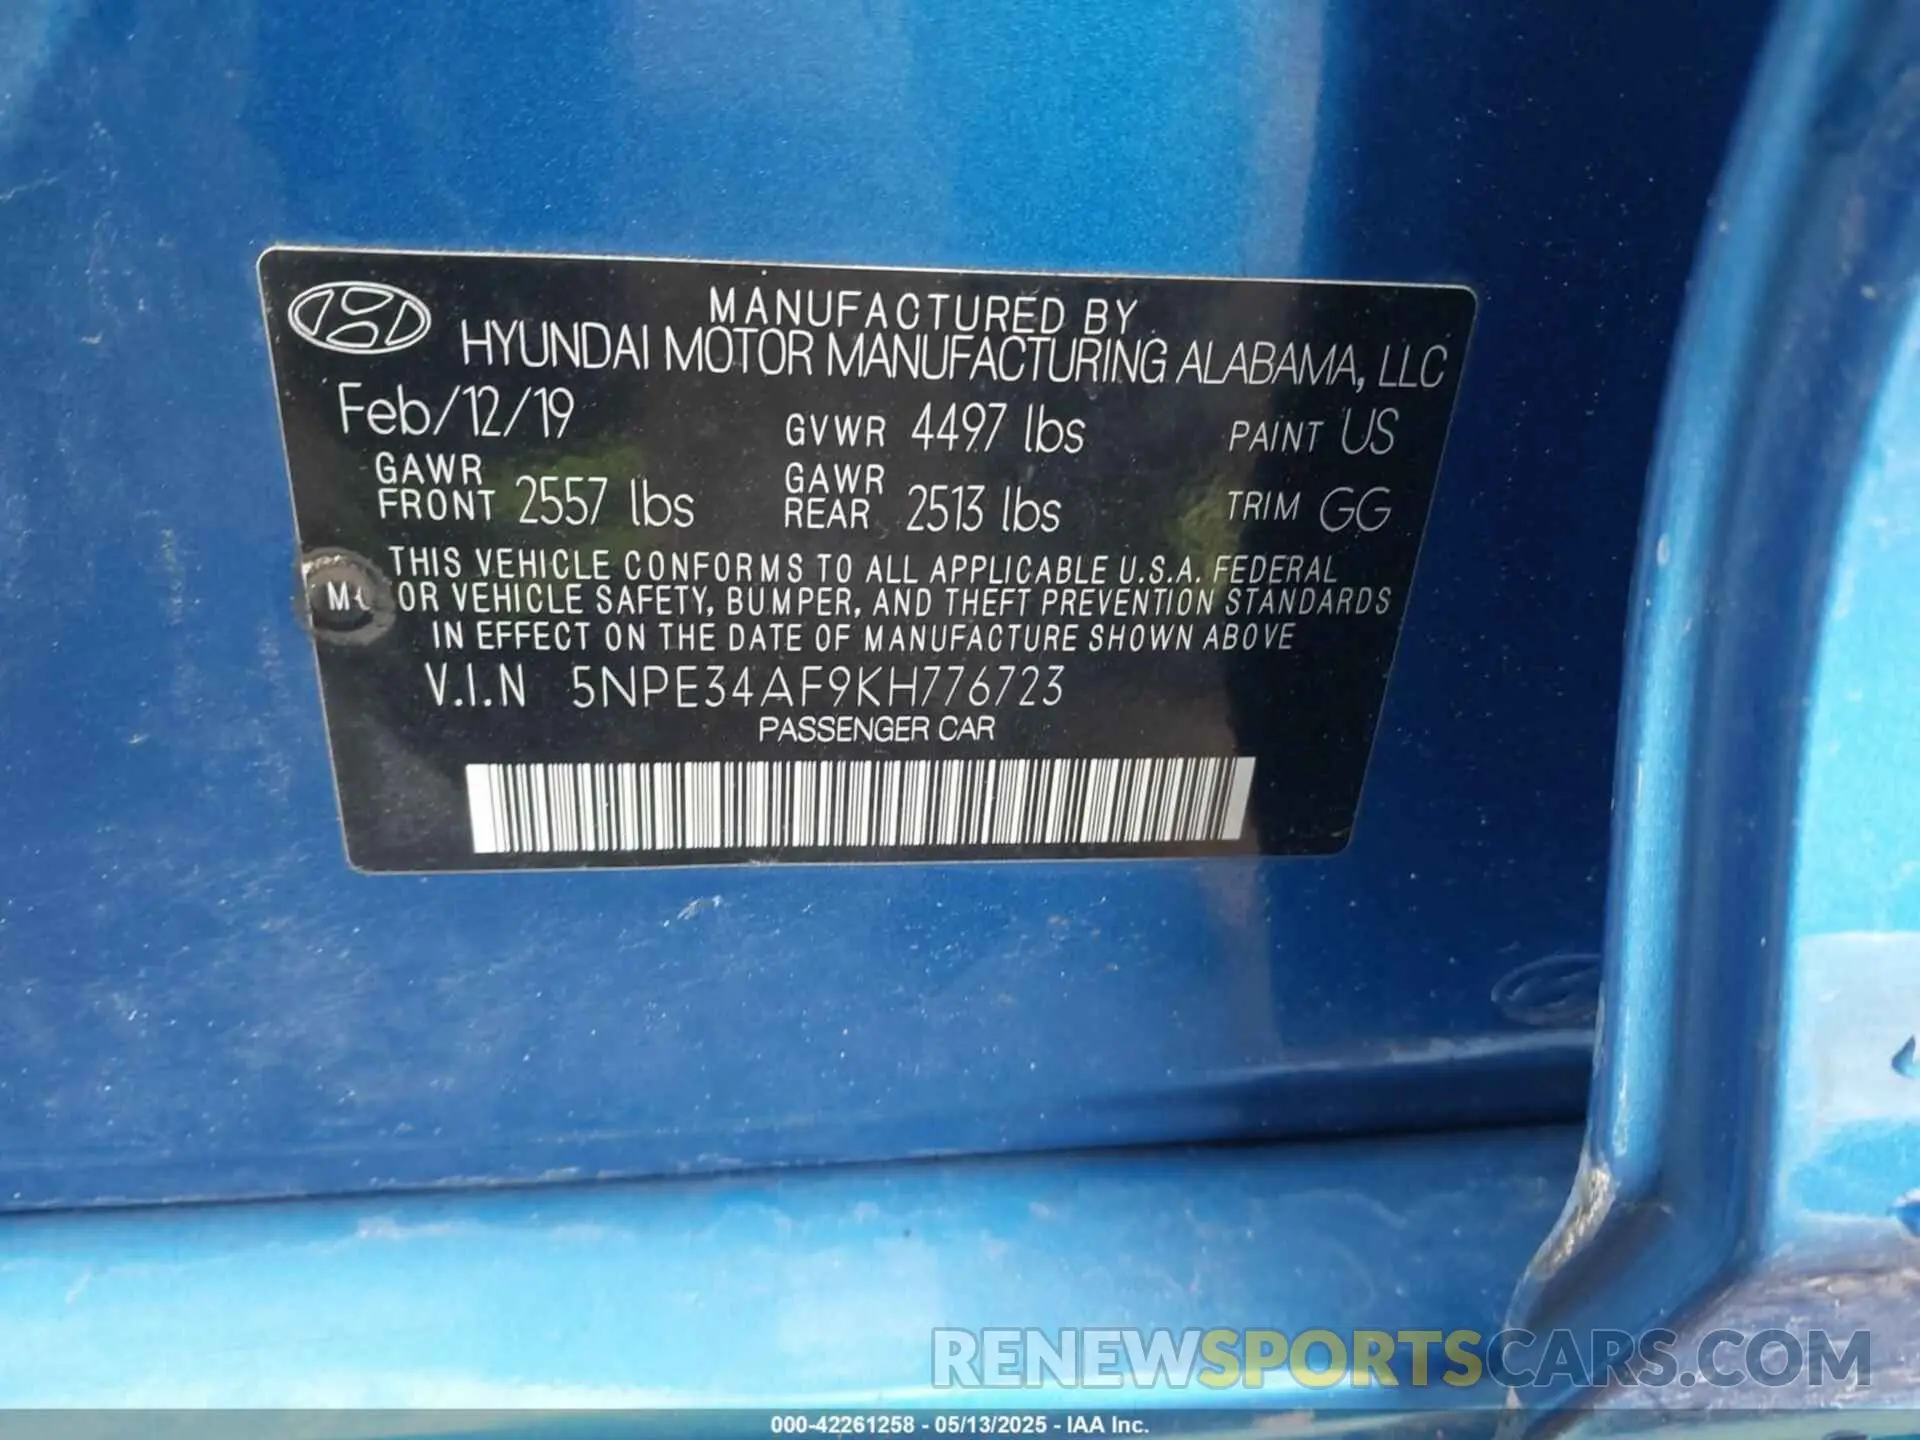 MANUFACTURED BY
HYUNDAI MOTOR MANUFACTURING ALABAMA, LLC
Feb/12/19 GVWR 4497 lbs PAINT US
GAWR FRONT 2557 lbs GAWR REAR 2513 lbs TRIM GG
THIS VEHICLE CONFORMS TO ALL APPLICABLE U.S.A. FEDERAL
OR VEHICLE SAFETY, BUMPER, AND THEFT PREVENTION STANDARDS
IN EFFECT ON THE DATE OF MANUFACTURE SHOWN ABOVE
V.I.N 5NPE34AF9KH776723
PASSENGER CAR
RENEWSPORTSCARS.COM
000-42261258 - 05/13/2025 - IAA Inc.